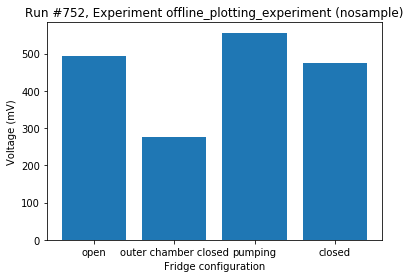 Run #752, Experiment offline_plotting_experiment (nosample)
Voltage (mV)
500
400
300
200
100
0
open outer chamber closed pumping closed
Fridge configuration